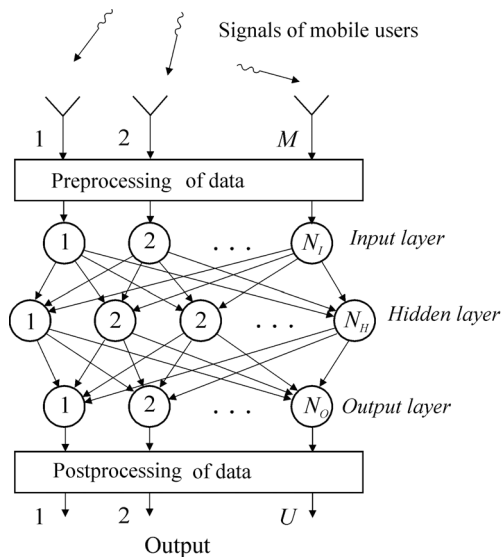 Signals of mobile users
1 2 M
Preprocessing of data
1 2 . . . N_I Input layer
1 2 2 . . . N_H Hidden layer
1 2 . . . N_O Output layer
Postprocessing of data
1 2 U
Output